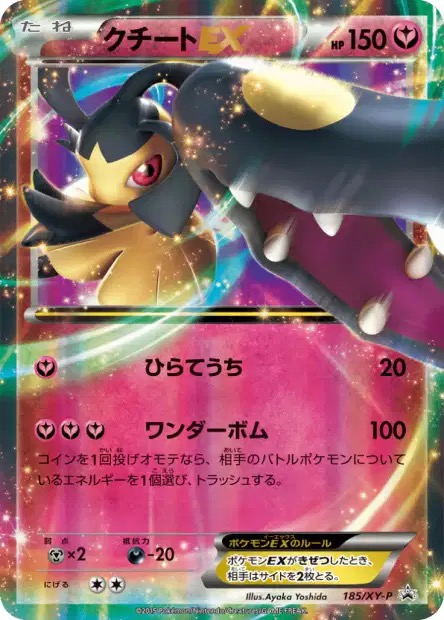 たね
クチートEX
HP 150
ひらてうち 20
ワンダーボム 100
コインを1回投げオモテなら、相手のバトルポケモンについて
いるエネルギーを1個選び、トラッシュする。
弱点 抵抗力
×2 -20
ポケモンEXのルール
ポケモンEXがきぜつしたとき、
相手はサイドを2枚とる。
にげる
Illus. Ayaka Yoshida 185/XY-P
©2015 Pokémon/Nintendo/Creatures/GAME FREAK.